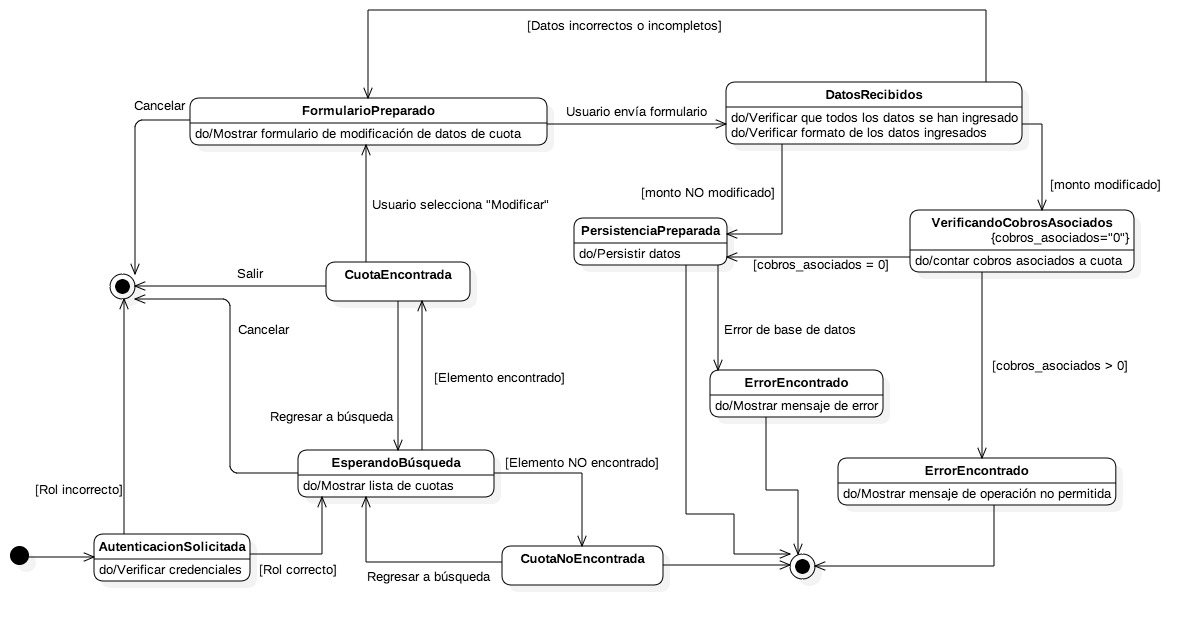 [Datos incorrectos o incompletos]
Cancelar
FormularioPreparado
do/Mostrar formulario de modificación de datos de cuota
Usuario envía formulario
DatosRecibidos
do/Verificar que todos los datos se han ingresado
do/Verificar formato de los datos ingresados
[monto NO modificado]
[monto modificado]
Usuario selecciona "Modificar"
PersistenciaPreparada
do/Persistir datos
VerificandoCobrosAsociados
{cobros_asociados="0"}
do/contar cobros asociados a cuota
[cobros_asociados = 0]
Salir
CuotaEncontrada
Cancelar
Error de base de datos
[Elemento encontrado]
[cobros_asociados > 0]
ErrorEncontrado
do/Mostrar mensaje de error
Regresar a búsqueda
EsperandoBúsqueda
do/Mostrar lista de cuotas
[Elemento NO encontrado]
ErrorEncontrado
do/Mostrar mensaje de operación no permitida
[Rol incorrecto]
AutenticacionSolicitada
do/Verificar credenciales
[Rol correcto]
Regresar a búsqueda
CuotaNoEncontrada